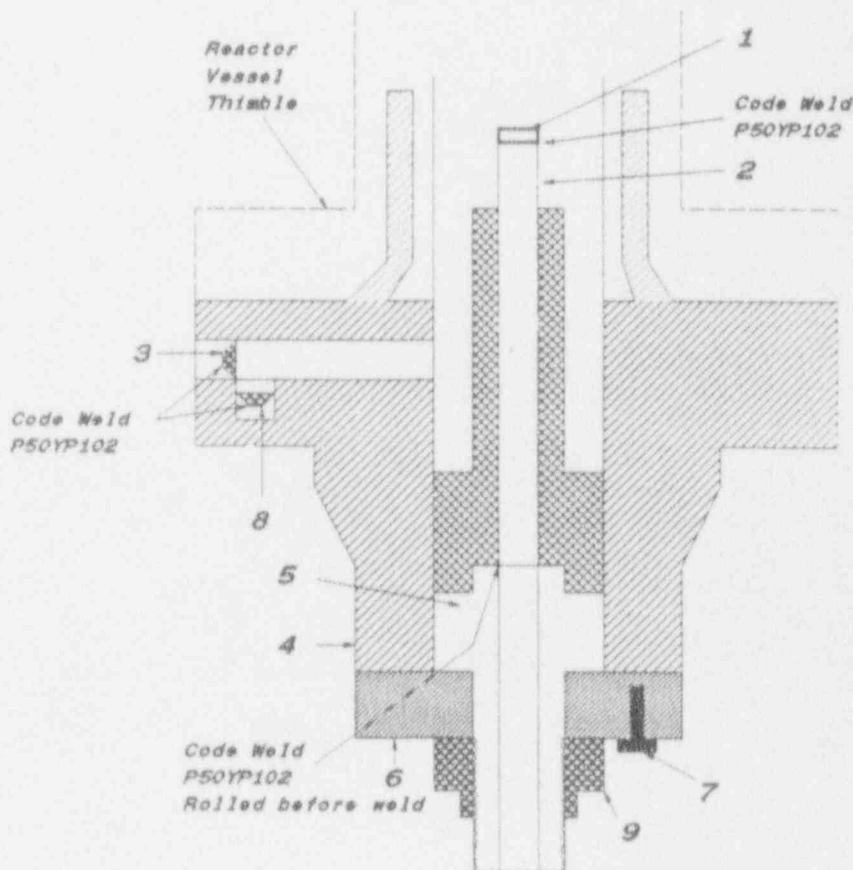 Reactor
Vessel
Thimble
1
Code Weld
P50YP102
2
3
Code Weld
P50YP102
8
5
4
Code Weld
P50YP102
Rolled before weld
6
7
9